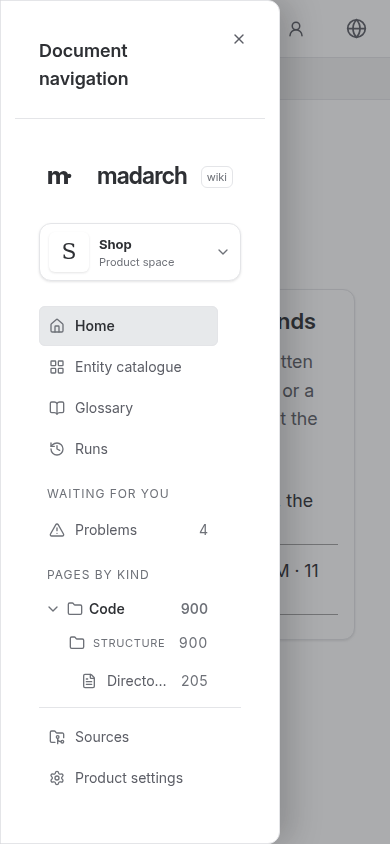 Document
navigation
m madarch wiki
S Shop
Product space
Home
Entity catalogue
Glossary
Runs
WAITING FOR YOU
Problems 4
PAGES BY KIND
Code 900
STRUCTURE 900
Directo... 205
Sources
Product settings
nds
tten
or a
t the
the
M · 11